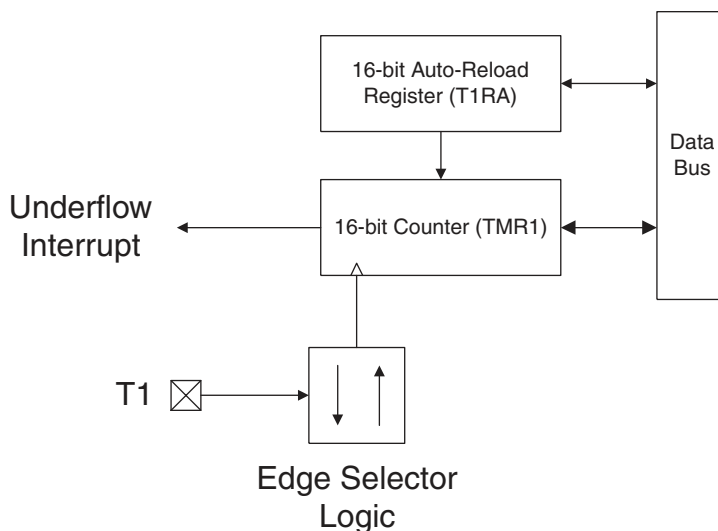 16-bit Auto-Reload
Register (T1RA)
Data
Bus
Underflow
Interrupt
16-bit Counter (TMR1)
T1
Edge Selector
Logic